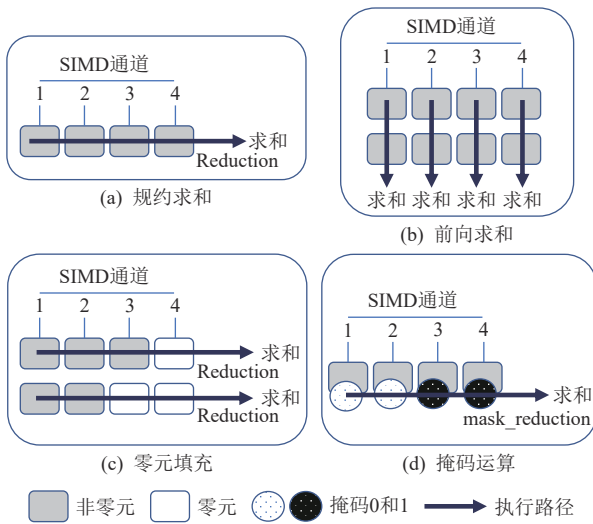 SIMD通道
1 2 3 4
求和
Reduction
(a) 规约求和
SIMD通道
1 2 3 4
求和 求和 求和 求和
(b) 前向求和
SIMD通道
1 2 3 4
求和
Reduction
求和
Reduction
(c) 零元填充
SIMD通道
1 2 3 4
求和
mask_reduction
(d) 掩码运算
非零元 零元 掩码0和1 执行路径